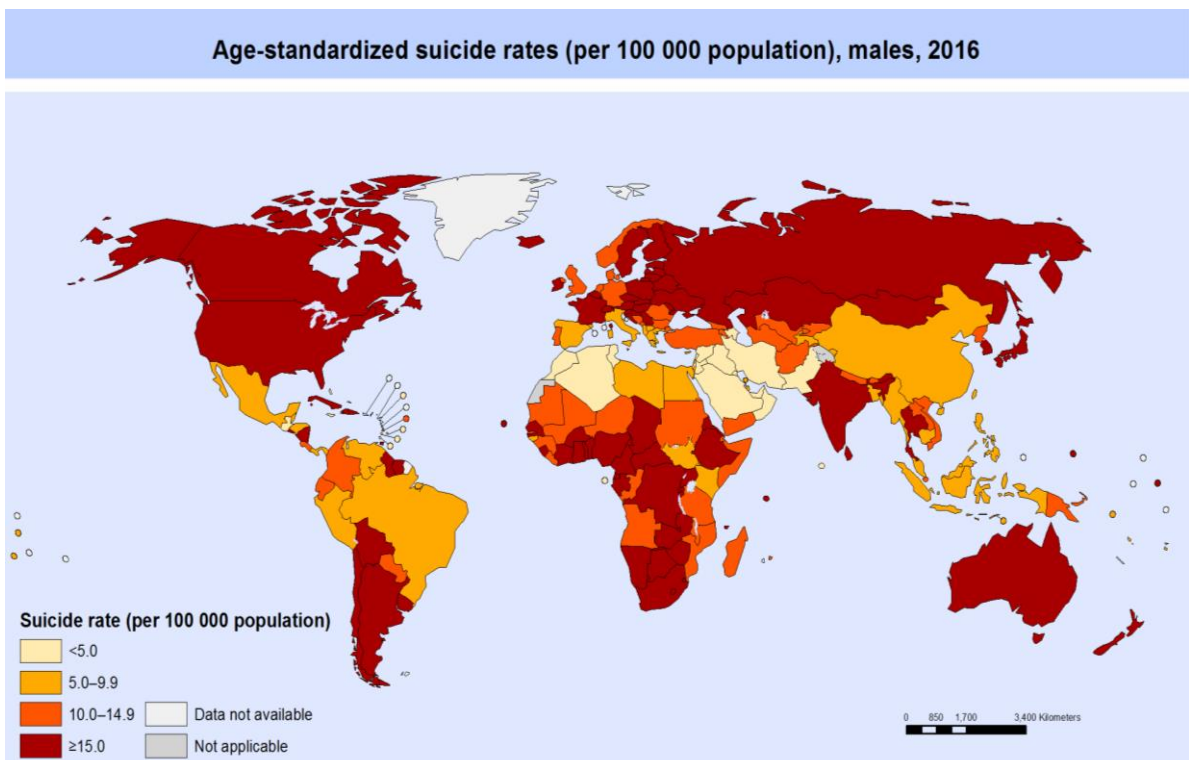 Age-standardized suicide rates (per 100 000 population), males, 2016
Suicide rate (per 100 000 population)
<5.0
5.0–9.9
10.0–14.9
≥15.0
Data not available
Not applicable
0 850 1,700 3,400 Kilometers